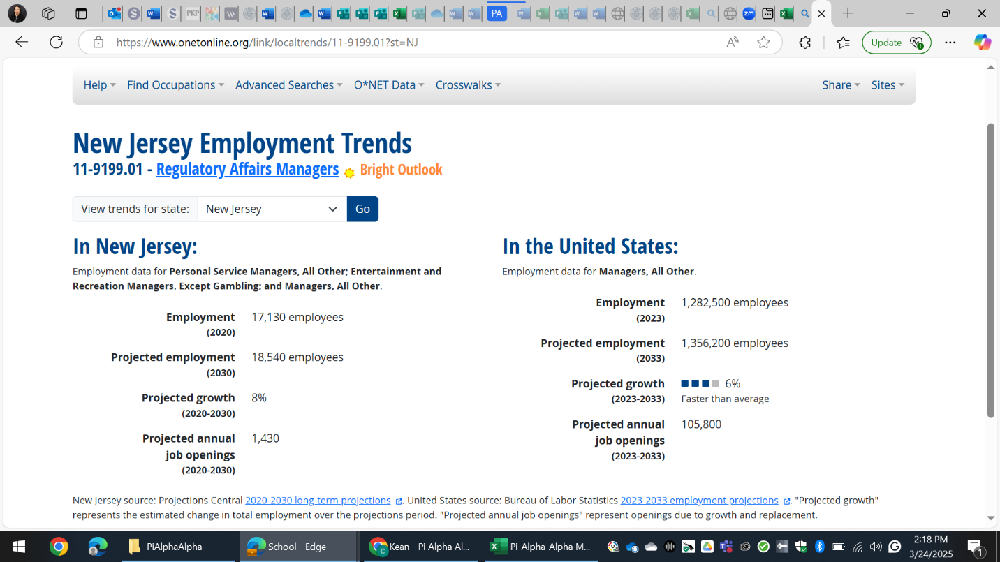 PA
zm
https://www.onetonline.org/link/localtrends/11-9199.01?st=NJ
Update
Help
Find Occupations
Advanced Searches
O*NET Data
Crosswalks
Share
Sites
New Jersey Employment Trends
11-9199.01 - Regulatory Affairs Managers Bright Outlook
View trends for state:
New Jersey
Go
In New Jersey:
Employment data for Personal Service Managers, All Other; Entertainment and
Recreation Managers, Except Gambling; and Managers, All Other.
Employment 17,130 employees
(2020)
Projected employment 18,540 employees
(2030)
Projected growth 8%
(2020-2030)
Projected annual 1,430
job openings
(2020-2030)
In the United States:
Employment data for Managers, All Other.
Employment 1,282,500 employees
(2023)
Projected employment 1,356,200 employees
(2033)
Projected growth 6%
(2023-2033) Faster than average
Projected annual 105,800
job openings
(2023-2033)
New Jersey source: Projections Central 2020-2030 long-term projections . United States source: Bureau of Labor Statistics 2023-2033 employment projections . "Projected growth"
represents the estimated change in total employment over the projections period. "Projected annual job openings" represent openings due to growth and replacement.
PiAlphaAlpha
School - Edge
Kean - Pi Alpha Al...
Pi-Alpha-Alpha M...
2:18 PM
3/24/2025
1